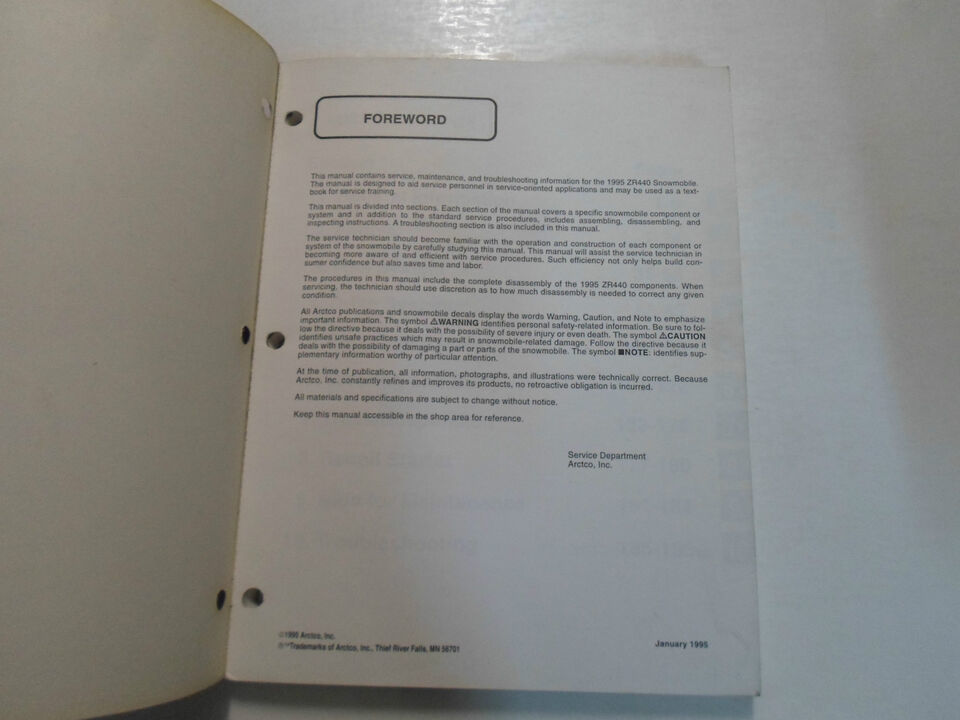 FOREWORD
This manual contains service, maintenance, and troubleshooting information for the 1995 ZR440 Snowmobile.
The manual is designed to aid service personnel in service-oriented applications and may be used as a text-
book for service training.
This manual is divided into sections. Each section of the manual covers a specific snowmobile component or
system and in addition to the standard service procedures, includes assembling, disassembling, and
inspecting instructions. A troubleshooting section is also included in this manual.
The service technician should become familiar with the operation and construction of each component or
system of the snowmobile by carefully studying this manual. This manual will assist the service technician in
becoming more aware of and efficient with service procedures. Such efficiency not only helps build con-
sumer confidence but also saves time and labor.
The procedures in this manual include the complete disassembly of the 1995 ZR440 components. When
servicing, the technician should use discretion as to how much disassembly is needed to correct any given
condition.
All Arctco publications and snowmobile decals display the words Warning, Caution, and Note to emphasize
important information. The symbol ⚠WARNING identifies personal safety-related information. Be sure to fol-
low the directive because it deals with the possibility of severe injury or even death. The symbol ⚠CAUTION
identifies unsafe practices which may result in snowmobile-related damage. Follow the directive because it
deals with the possibility of damaging a part or parts of the snowmobile. The symbol ■NOTE: identifies sup-
plementary information worthy of particular attention.
At the time of publication, all information, photographs, and illustrations were technically correct. Because
Arctco, Inc. constantly refines and improves its products, no retroactive obligation is incurred.
All materials and specifications are subject to change without notice.
Keep this manual accessible in the shop area for reference.
Service Department
Arctco, Inc.
©1995 Arctco, Inc.
®™Trademarks of Arctco, Inc., Thief River Falls, MN 56701
January 1995
Recoil Starter
Maintenance
Troubleshooting